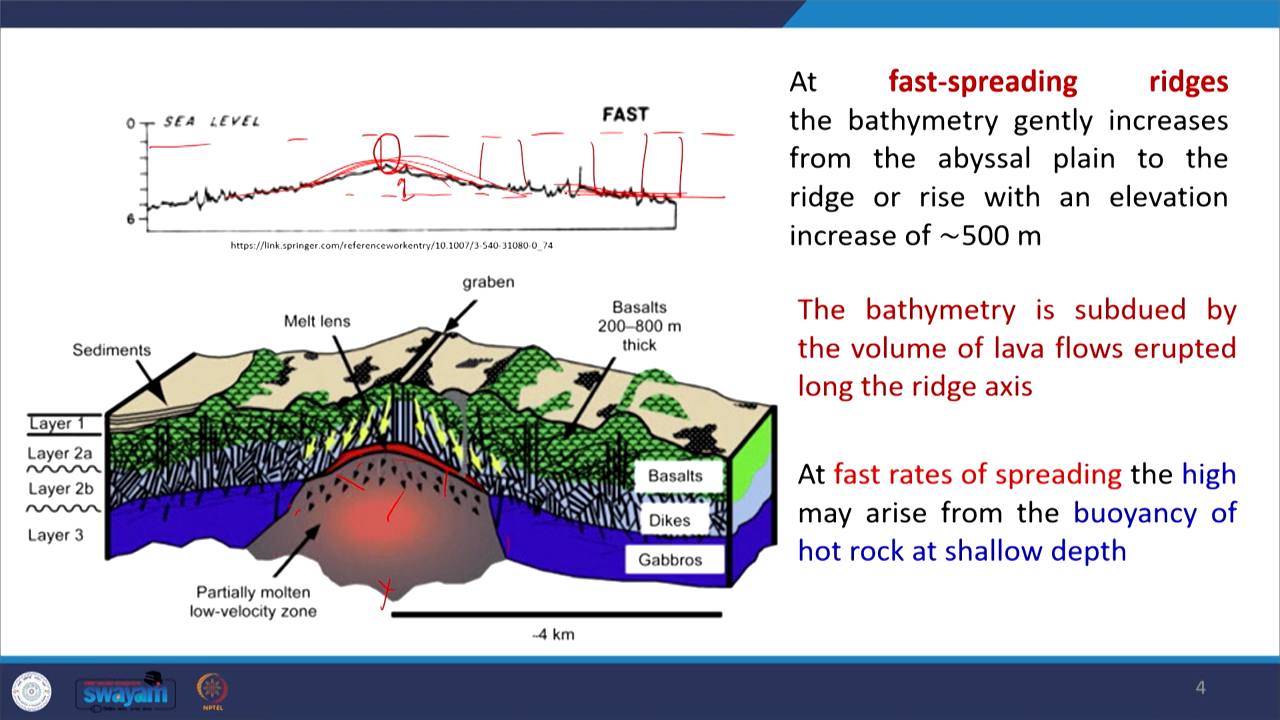 At fast-spreading ridges
the bathymetry gently increases
from the abyssal plain to the
ridge or rise with an elevation
increase of ~500 m
The bathymetry is subdued by
the volume of lava flows erupted
long the ridge axis
At fast rates of spreading the high
may arise from the buoyancy of
hot rock at shallow depth
0
SEA LEVEL
FAST
6
https://link.springer.com/referenceworkentry/10.1007/3-540-31080-0_74
graben
Melt lens
Basalts
200–800 m
thick
Sediments
Layer 1
Layer 2a
Layer 2b
Layer 3
Basalts
Dikes
Gabbros
Partially molten
low-velocity zone
~4 km
swayam
NPTEL
4